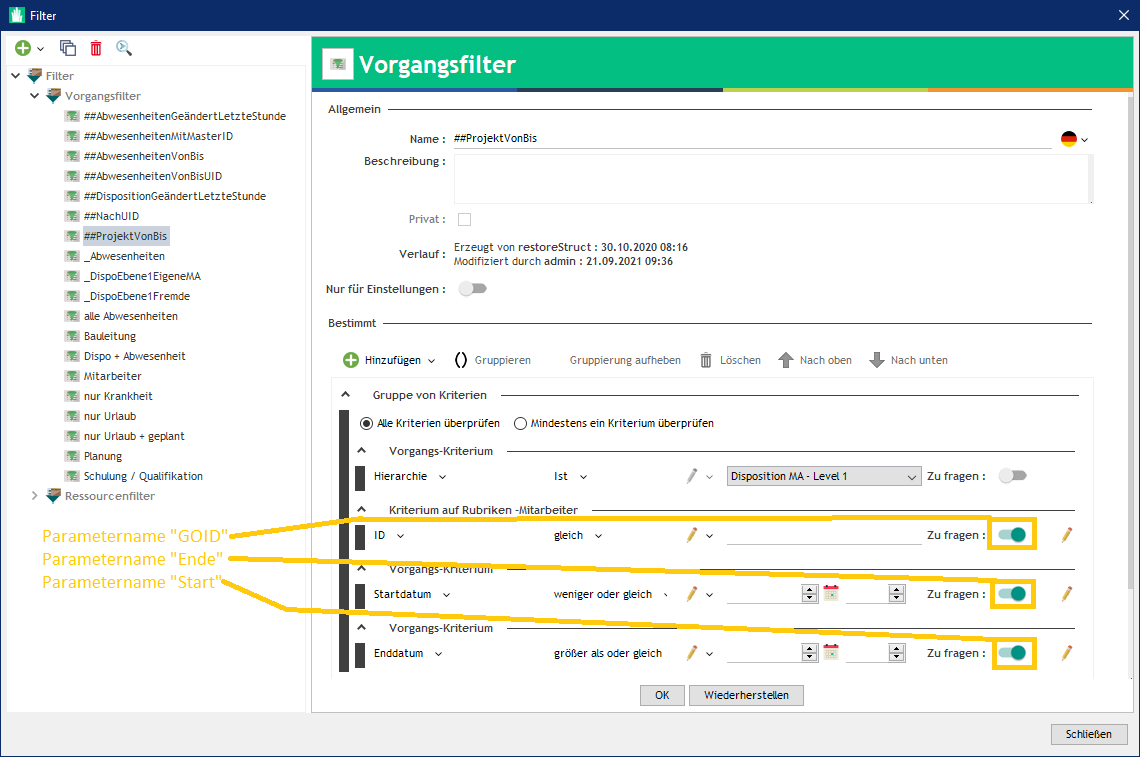 Filter
Filter
Vorgangsfilter
##AbwesenheitenGeändertLetzteStunde
##AbwesenheitenMitMasterID
##AbwesenheitenVonBis
##AbwesenheitenVonBisUID
##DispositionGeändertLetzteStunde
##NachUID
##ProjektVonBis
_Abwesenheiten
_DispoEbene1EigeneMA
_DispoEbene1Fremde
alle Abwesenheiten
Bauleitung
Dispo + Abwesenheit
Mitarbeiter
nur Krankheit
nur Urlaub
nur Urlaub + geplant
Planung
Schulung / Qualifikation
Ressourcenfilter
Parametername "GOID"
Parametername "Ende"
Parametername "Start"
Vorgangsfilter
Allgemein
Name : ##ProjektVonBis
Beschreibung :
Privat :
Verlauf : Erzeugt von restoreStruct : 30.10.2020 08:16
Modifiziert durch admin : 21.09.2021 09:36
Nur für Einstellungen :
Bestimmt
Hinzufügen () Gruppieren Gruppierung aufheben Löschen Nach oben Nach unten
Gruppe von Kriterien
Alle Kriterien überprüfen Mindestens ein Kriterium überprüfen
Vorgangs-Kriterium
Hierarchie Ist Disposition MA - Level 1 Zu fragen :
Kriterium auf Rubriken -Mitarbeiter
ID gleich Zu fragen :
Vorgangs-Kriterium
Startdatum weniger oder gleich Zu fragen :
Vorgangs-Kriterium
Enddatum größer als oder gleich Zu fragen :
OK Wiederherstellen
Schließen